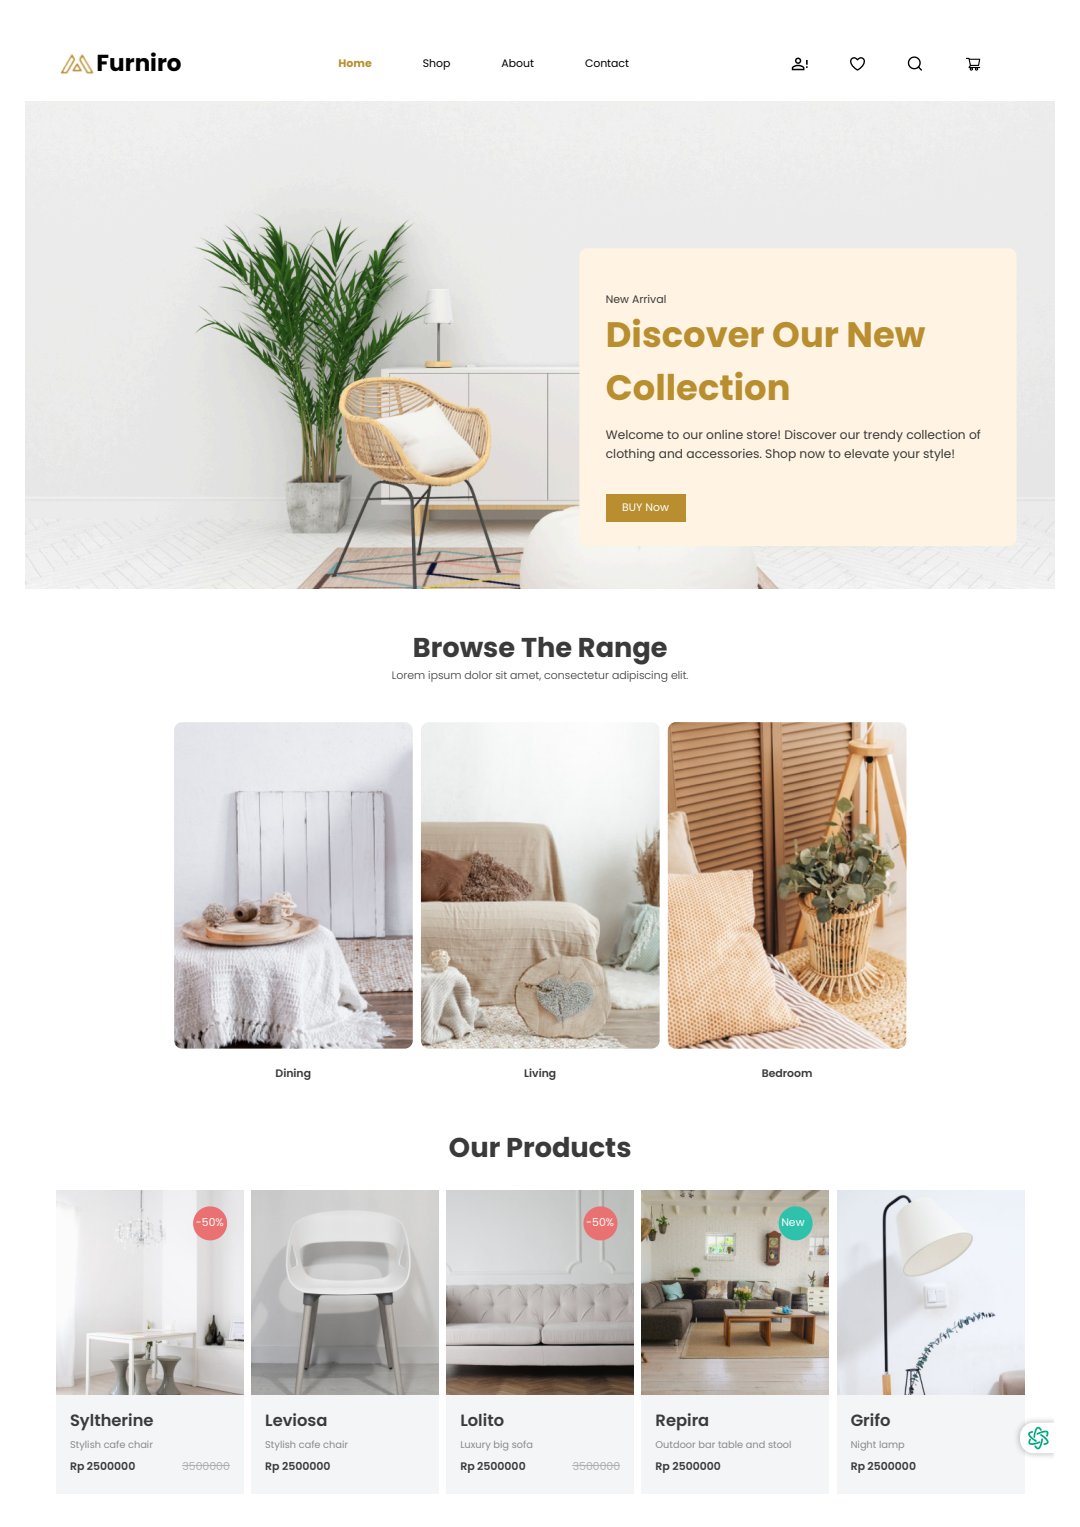 Furniro
Home Shop About Contact
New Arrival
Discover Our New
Collection
Welcome to our online store! Discover our trendy collection of
clothing and accessories. Shop now to elevate your style!
BUY Now
Browse The Range
Lorem ipsum dolor sit amet, consectetur adipiscing elit.
Dining
Living
Bedroom
Our Products
-50%
Syltherine
Stylish cafe chair
Rp 2500000 3500000
Leviosa
Stylish cafe chair
Rp 2500000
-50%
Lolito
Luxury big sofa
Rp 2500000 3500000
New
Repira
Outdoor bar table and stool
Rp 2500000
Grifo
Night lamp
Rp 2500000